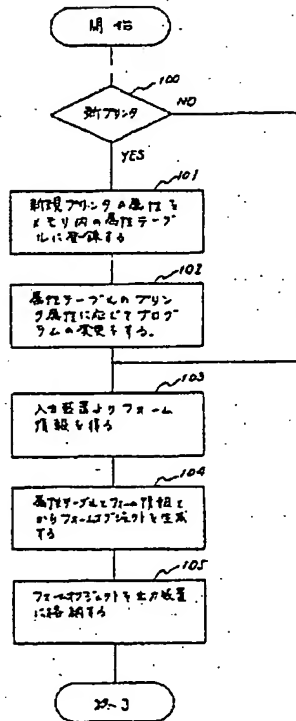 開始
100
新プリンタ
NO
YES
101
新規プリンタの属性を
メモリ内の属性テーブ
ルに登録する
102
属性テーブルのプリン
タ属性に応じてプログ
ラムの変更をする。
103
入力装置よりフォーム
情報を得る
104
属性テーブルとフォーム情報と
からフォームオブジェクトを生成
する
105
フォームオブジェクトを出力装置
に格納する